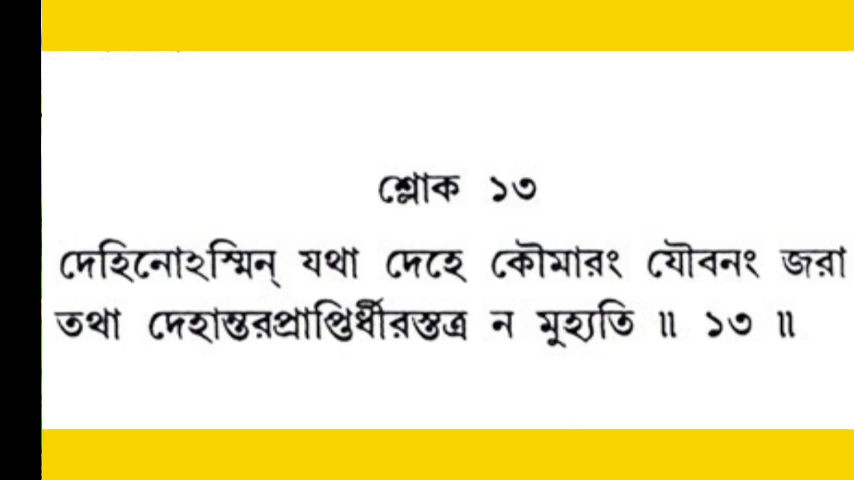 শ্লোক ১৩
দেহিনোঽস্মিন্ যথা দেহে কৌমারং যৌবনং জরা
তথা দেহান্তরপ্রাপ্তির্ধীরস্তত্র ন মুহ্যতি ॥ ১৩ ॥